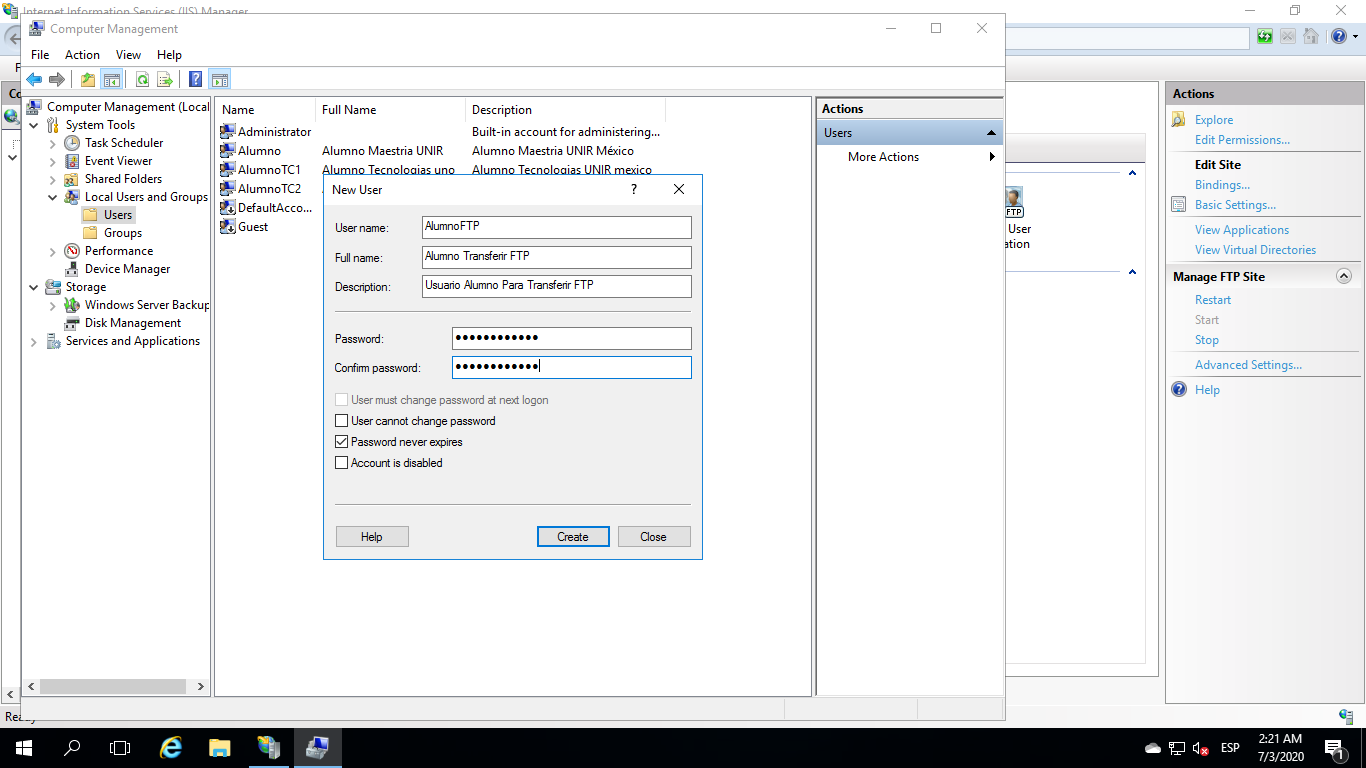 Internet Information Services (IIS) Manager
Computer Management
File Action View Help
Computer Management (Local
System Tools
Task Scheduler
Event Viewer
Shared Folders
Local Users and Groups
Users
Groups
Performance
Device Manager
Storage
Windows Server Backup
Disk Management
Services and Applications
Name Full Name Description
Administrator Built-in account for administering...
Alumno Alumno Maestria UNIR Alumno Maestria UNIR México
AlumnoTC1 Alumno Tecnologias uno Alumno Tecnologias UNIR mexico
AlumnoTC2
DefaultAcco...
Guest
New User
User name: AlumnoFTP
Full name: Alumno Transferir FTP
Description: Usuario Alumno Para Transferir FTP
Password: ●●●●●●●●●●●●
Confirm password: ●●●●●●●●●●●●
User must change password at next logon
User cannot change password
Password never expires
Account is disabled
Help Create Close
Actions
Users
More Actions
FTP
User
Actions
Explore
Edit Permissions...
Edit Site
Bindings...
Basic Settings...
View Applications
View Virtual Directories
Manage FTP Site
Restart
Start
Stop
Advanced Settings...
Help
ESP
2:21 AM
7/3/2020
1